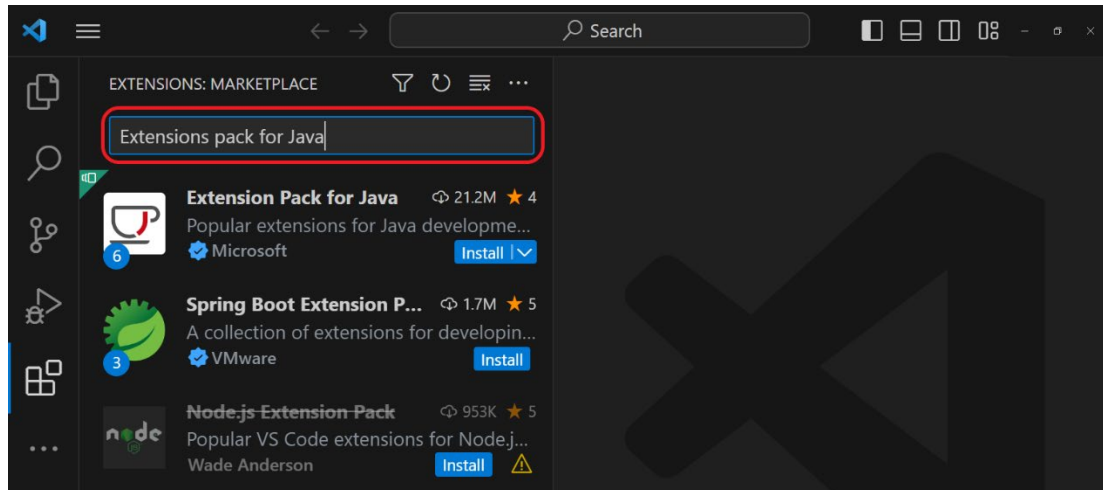 Search
EXTENSIONS: MARKETPLACE
Extensions pack for Java
Extension Pack for Java 21.2M ★ 4
Popular extensions for Java developme...
6 Microsoft Install
Spring Boot Extension P... 1.7M ★ 5
A collection of extensions for developin...
3 VMware Install
Node.js Extension Pack 953K ★ 5
node Popular VS Code extensions for Node.j...
Wade Anderson Install